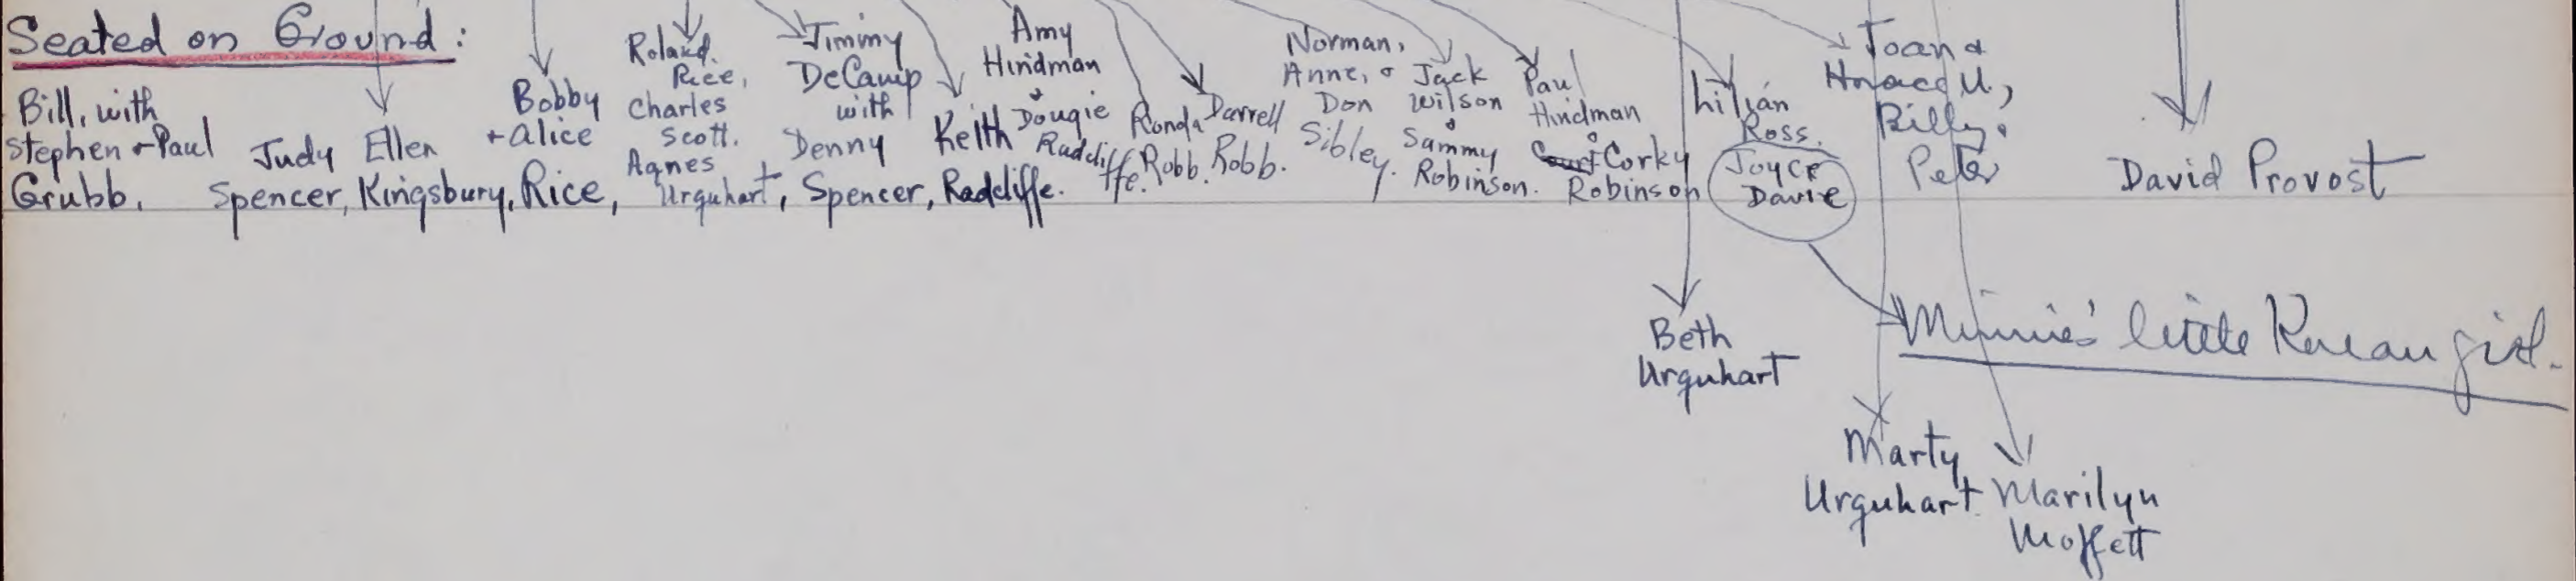 Seated on Ground:
Bill, with
Stephen + Paul
Grubb.
Judy
Spencer,
Ellen
Kingsbury,
Bobby
+ Alice
Rice,
Roland
Rice,
Charles
Scott.
Agnes
Urquhart,
Jimmy
DeCamp
with
Denny
Spencer,
Keith
Radcliffe.
Amy
Hindman
&
Dougie
Radcliffe.
Ronda
Robb.
Darrell
Robb.
Norman,
Anne, &
Don
Sibley.
Jack
Wilson
&
Sammy
Robinson.
Paul
Hindman
&
Corky
Robinson
Lilian
Ross.
Joyce
Davie
Joan &
Billy.
Peter
David Provost
Beth
Urquhart
Minnie's little Korean girl.
Marty
Urquhart
Marilyn
Moffett